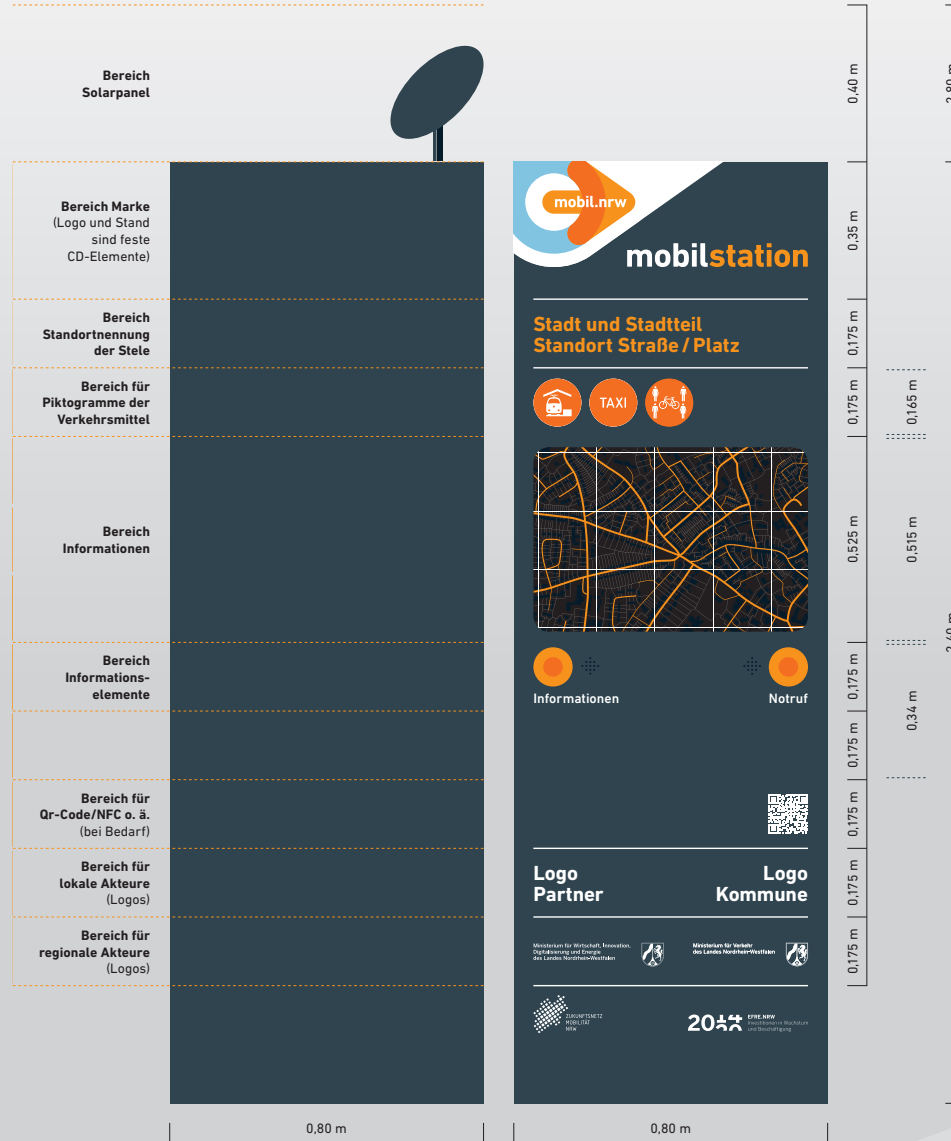 Bereich
Solarpanel
0,40 m
mobil.nrw
Bereich Marke
(Logo und Stand
sind feste
CD-Elemente)
mobilstation
0,35 m
Bereich
Standortnennung
der Stele
Stadt und Stadtteil
Standort Straße / Platz
0,175 m
Bereich für
Piktogramme der
Verkehrsmittel
TAXI
0,175 m
0,165 m
Bereich
Informationen
0,525 m
0,515 m
Bereich
Informations-
elemente
Informationen
Notruf
0,175 m
0,175 m
0,34 m
Bereich für
Qr-Code/NFC o. ä.
(bei Bedarf)
0,175 m
Bereich für
lokale Akteure
(Logos)
Logo
Partner
Logo
Kommune
0,175 m
Bereich für
regionale Akteure
(Logos)
Ministerium für Wirtschaft, Innovation,
Digitalisierung und Energie
des Landes Nordrhein-Westfalen
Ministerium für Verkehr
des Landes Nordrhein-Westfalen
0,175 m
ZUKUNFTSNETZ
MOBILITÄT
NRW
EFRE.NRW
Investitionen in Wachstum
und Beschäftigung
0,80 m
0,80 m